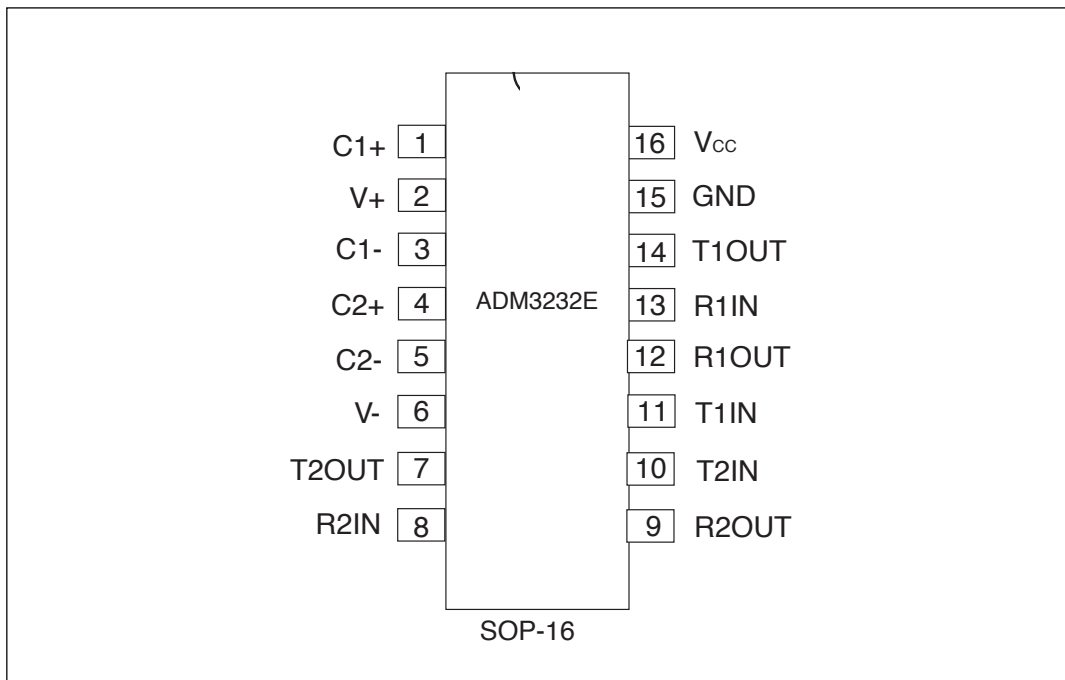 C1+ 1 16 Vcc
V+ 2 15 GND
C1- 3 14 T1OUT
C2+ 4 ADM3232E 13 R1IN
C2- 5 12 R1OUT
V- 6 11 T1IN
T2OUT 7 10 T2IN
R2IN 8 9 R2OUT
SOP-16